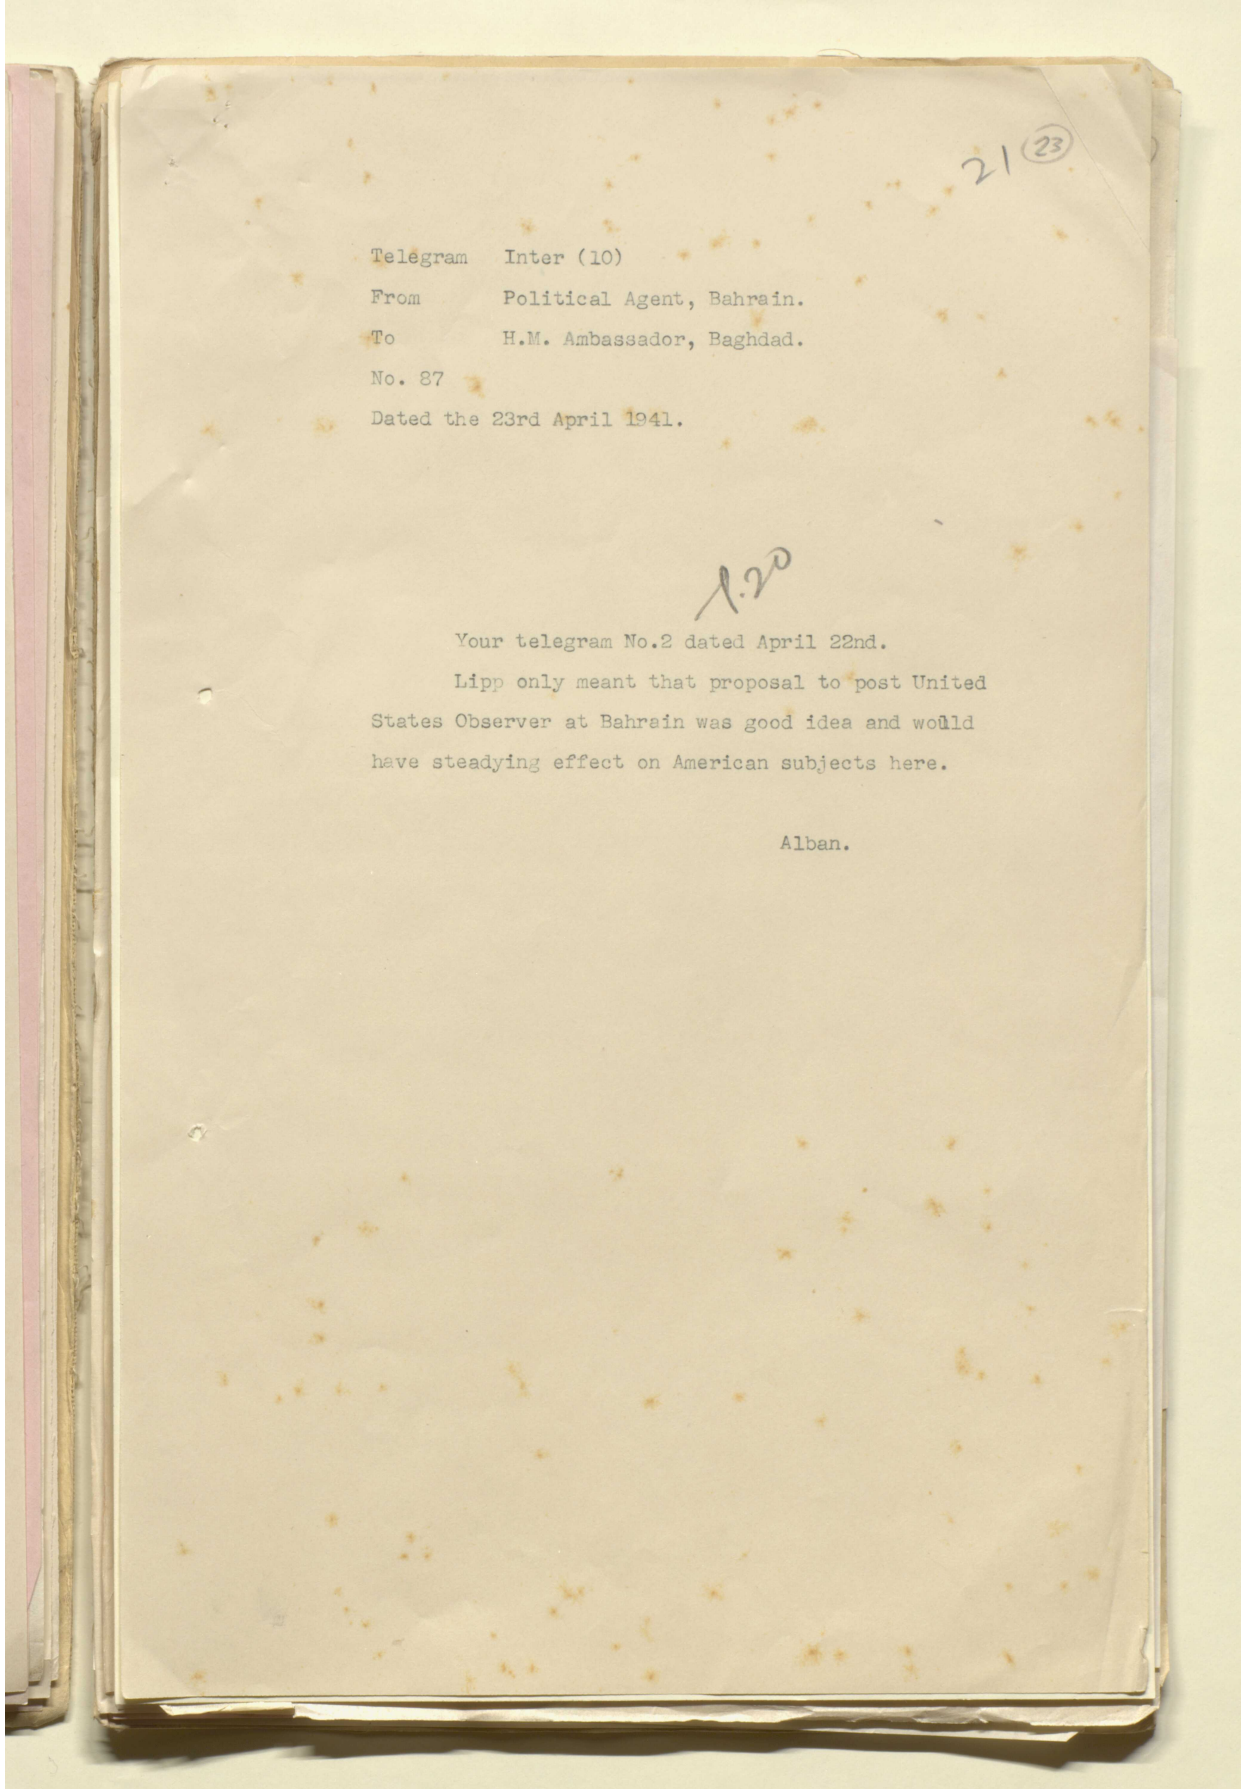 21 23
Telegram Inter (10)
From Political Agent, Bahrain.
To H.M. Ambassador, Baghdad.
No. 87
Dated the 23rd April 1941.
p.20
Your telegram No.2 dated April 22nd.
Lipp only meant that proposal to post United
States Observer at Bahrain was good idea and would
have steadying effect on American subjects here.
Alban.